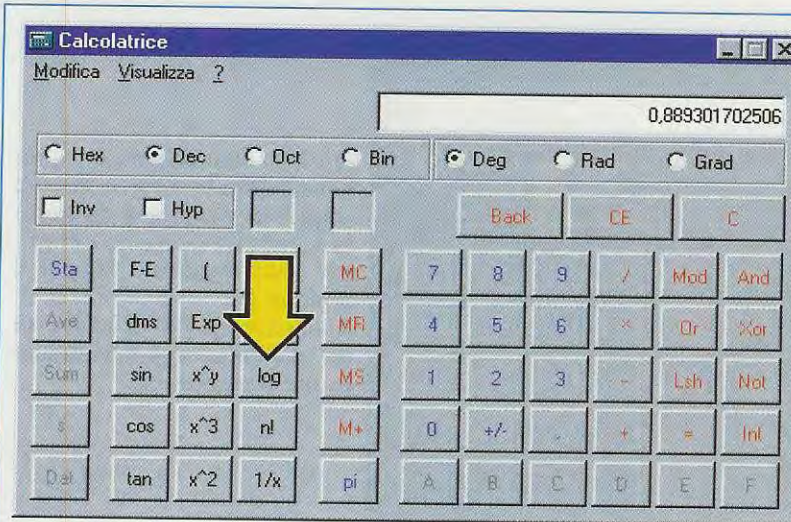 Calcolatrice
Modifica Visualizza ?
0,889301702506
Hex Dec Oct Bin Deg Rad Grad
Inv Hyp Back CE C
Sta F-E ( MC 7 8 9 / Mod And
Ave dms Exp MR 4 5 6 * Or Xor
Sum sin x^y log MS 1 2 3 - Lsh Not
s cos x^3 n! M+ 0 +/- , + = Int
Dat tan x^2 1/x pi A B C D E F